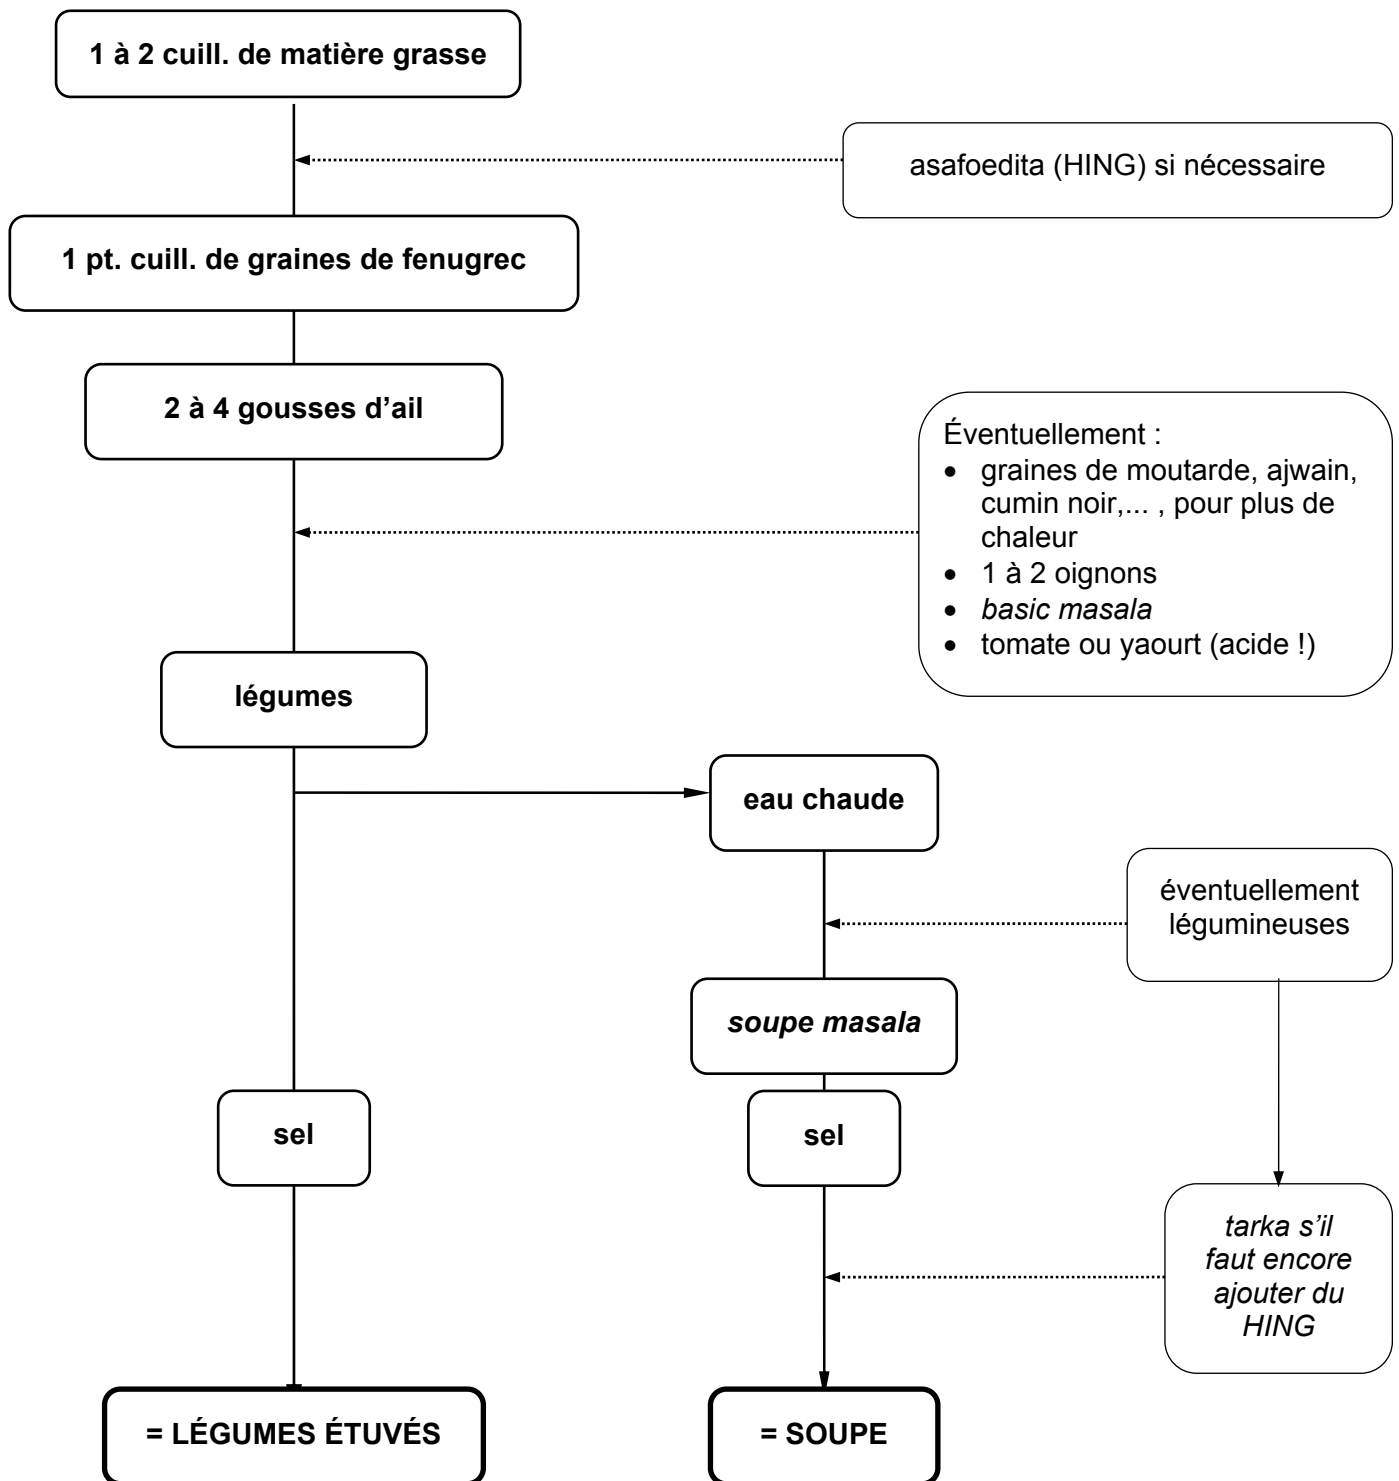 1 à 2 cuill. de matière grasse
asafoedita (HING) si nécessaire
1 pt. cuill. de graines de fenugrec
2 à 4 gousses d’ail
Éventuellement :
• graines de moutarde, ajwain,
cumin noir,... , pour plus de
chaleur
• 1 à 2 oignons
• basic masala
• tomate ou yaourt (acide !)
légumes
eau chaude
éventuellement
légumineuses
soupe masala
sel
sel
tarka s’il
faut encore
ajouter du
HING
= LÉGUMES ÉTUVÉS
= SOUPE